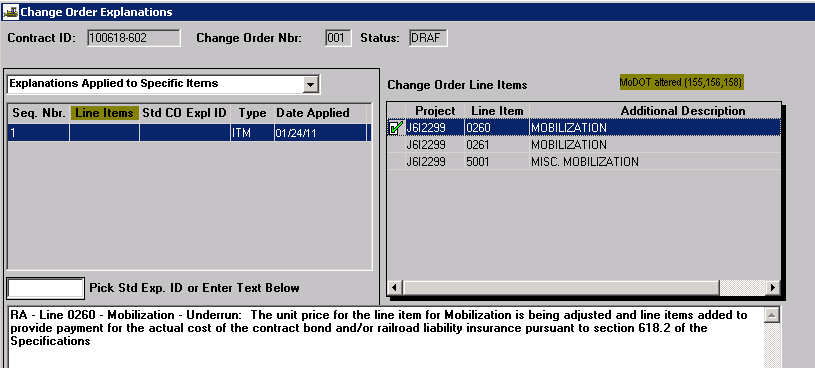 Change Order Explanations
Contract ID: 100618-602 Change Order Nbr: 001 Status: DRAF
Explanations Applied to Specific Items
Seq. Nbr. Line Items Std CO Expl ID Type Date Applied
1 ITM 01/24/11
Change Order Line Items MoDOT altered (155,156,158)
Project Line Item Additional Description
J6I2299 0260 MOBILIZATION
J6I2299 0261 MOBILIZATION
J6I2299 5001 MISC. MOBILIZATION
Pick Std Exp. ID or Enter Text Below
RA - Line 0260 - Mobilization - Underrun: The unit price for the line item for Mobilization is being adjusted and line items added to
provide payment for the actual cost of the contract bond and/or railroad liability insurance pursuant to section 618.2 of the
Specifications